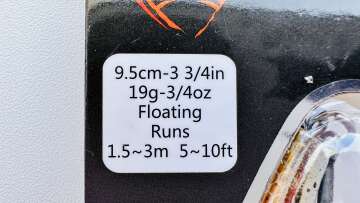 9.5cm-3 3/4in
19g-3/4oz
Floating
Runs
1.5~3m 5~10ft